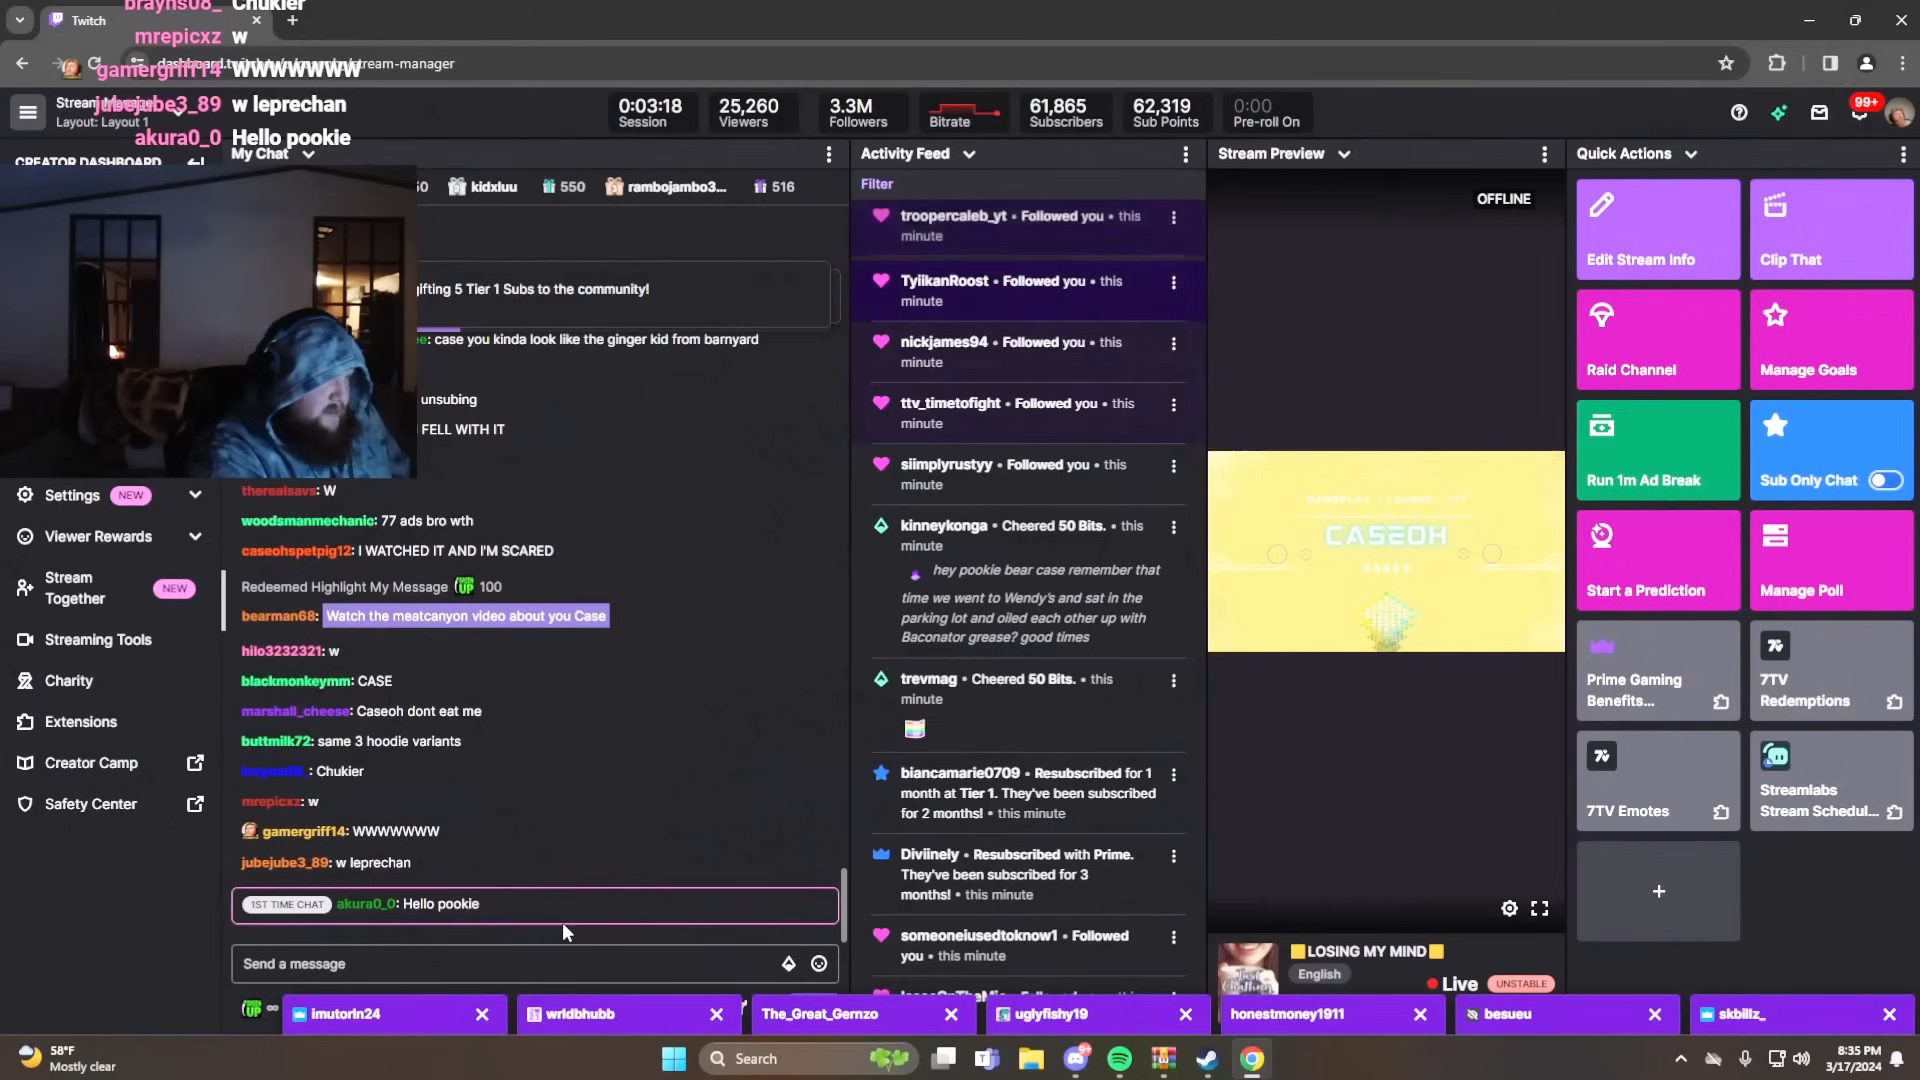 brayns08_ Chukier
Twitch
mrepicxz w
gamergriff14 WWWWWWW
jubejube3_89 w leprechan
akura0_0 Hello pookie
Layout: Layout 1
0:03:18
Session
25,260
Viewers
3.3M
Followers
Bitrate
61,865
Subscribers
62,319
Sub Points
0:00
Pre-roll On
99+
CREATOR DASHBOARD
My Chat
kidxluu
550
rambojambo3...
516
ifting 5 Tier 1 Subs to the community!
case you kinda look like the ginger kid from barnyard
unsubing
FELL WITH IT
therealsavs: W
woodsmanmechanic: 77 ads bro wth
caseohspetpig12: I WATCHED IT AND I'M SCARED
Redeemed Highlight My Message 100
bearman68: Watch the meatcanyon video about you Case
hilo3232321: w
blackmonkeymm: CASE
marshall_cheese: Caseoh dont eat me
buttmilk72: same 3 hoodie variants
brayns08_: Chukier
mrepicxz: w
gamergriff14: WWWWWWW
jubejube3_89: w leprechan
1ST TIME CHAT akura0_0: Hello pookie
Send a message
Settings NEW
Viewer Rewards
Stream
Together
NEW
Streaming Tools
Charity
Extensions
Creator Camp
Safety Center
Activity Feed
Filter
troopercaleb_yt • Followed you • this
minute
TyiikanRoost • Followed you • this
minute
nickjames94 • Followed you • this
minute
ttv_timetofight • Followed you • this
minute
siimplyrustyy • Followed you • this
minute
kinneykonga • Cheered 50 Bits. • this
minute
hey pookie bear case remember that
time we went to Wendy's and sat in the
parking lot and oiled each other up with
Baconator grease? good times
trevmag • Cheered 50 Bits. • this
minute
biancamarie0709 • Resubscribed for 1
month at Tier 1. They've been subscribed
for 2 months! • this minute
Diviinely • Resubscribed with Prime.
They've been subscribed for 3
months! • this minute
someoneiusedtoknow1 • Followed
you • this minute
Stream Preview
OFFLINE
CASEOH
LOSING MY MIND
English
Live
UNSTABLE
Quick Actions
Edit Stream Info
Clip That
Raid Channel
Manage Goals
Run 1m Ad Break
Sub Only Chat
Start a Prediction
Manage Poll
Prime Gaming
Benefits...
7TV
Redemptions
7TV Emotes
Streamlabs
Stream Schedul...
imutorin24
wrldbhubb
The_Great_Gernzo
uglyfishy19
honestmoney1911
besueu
skbillz_
58°F
Mostly clear
Search
8:35 PM
3/17/2024